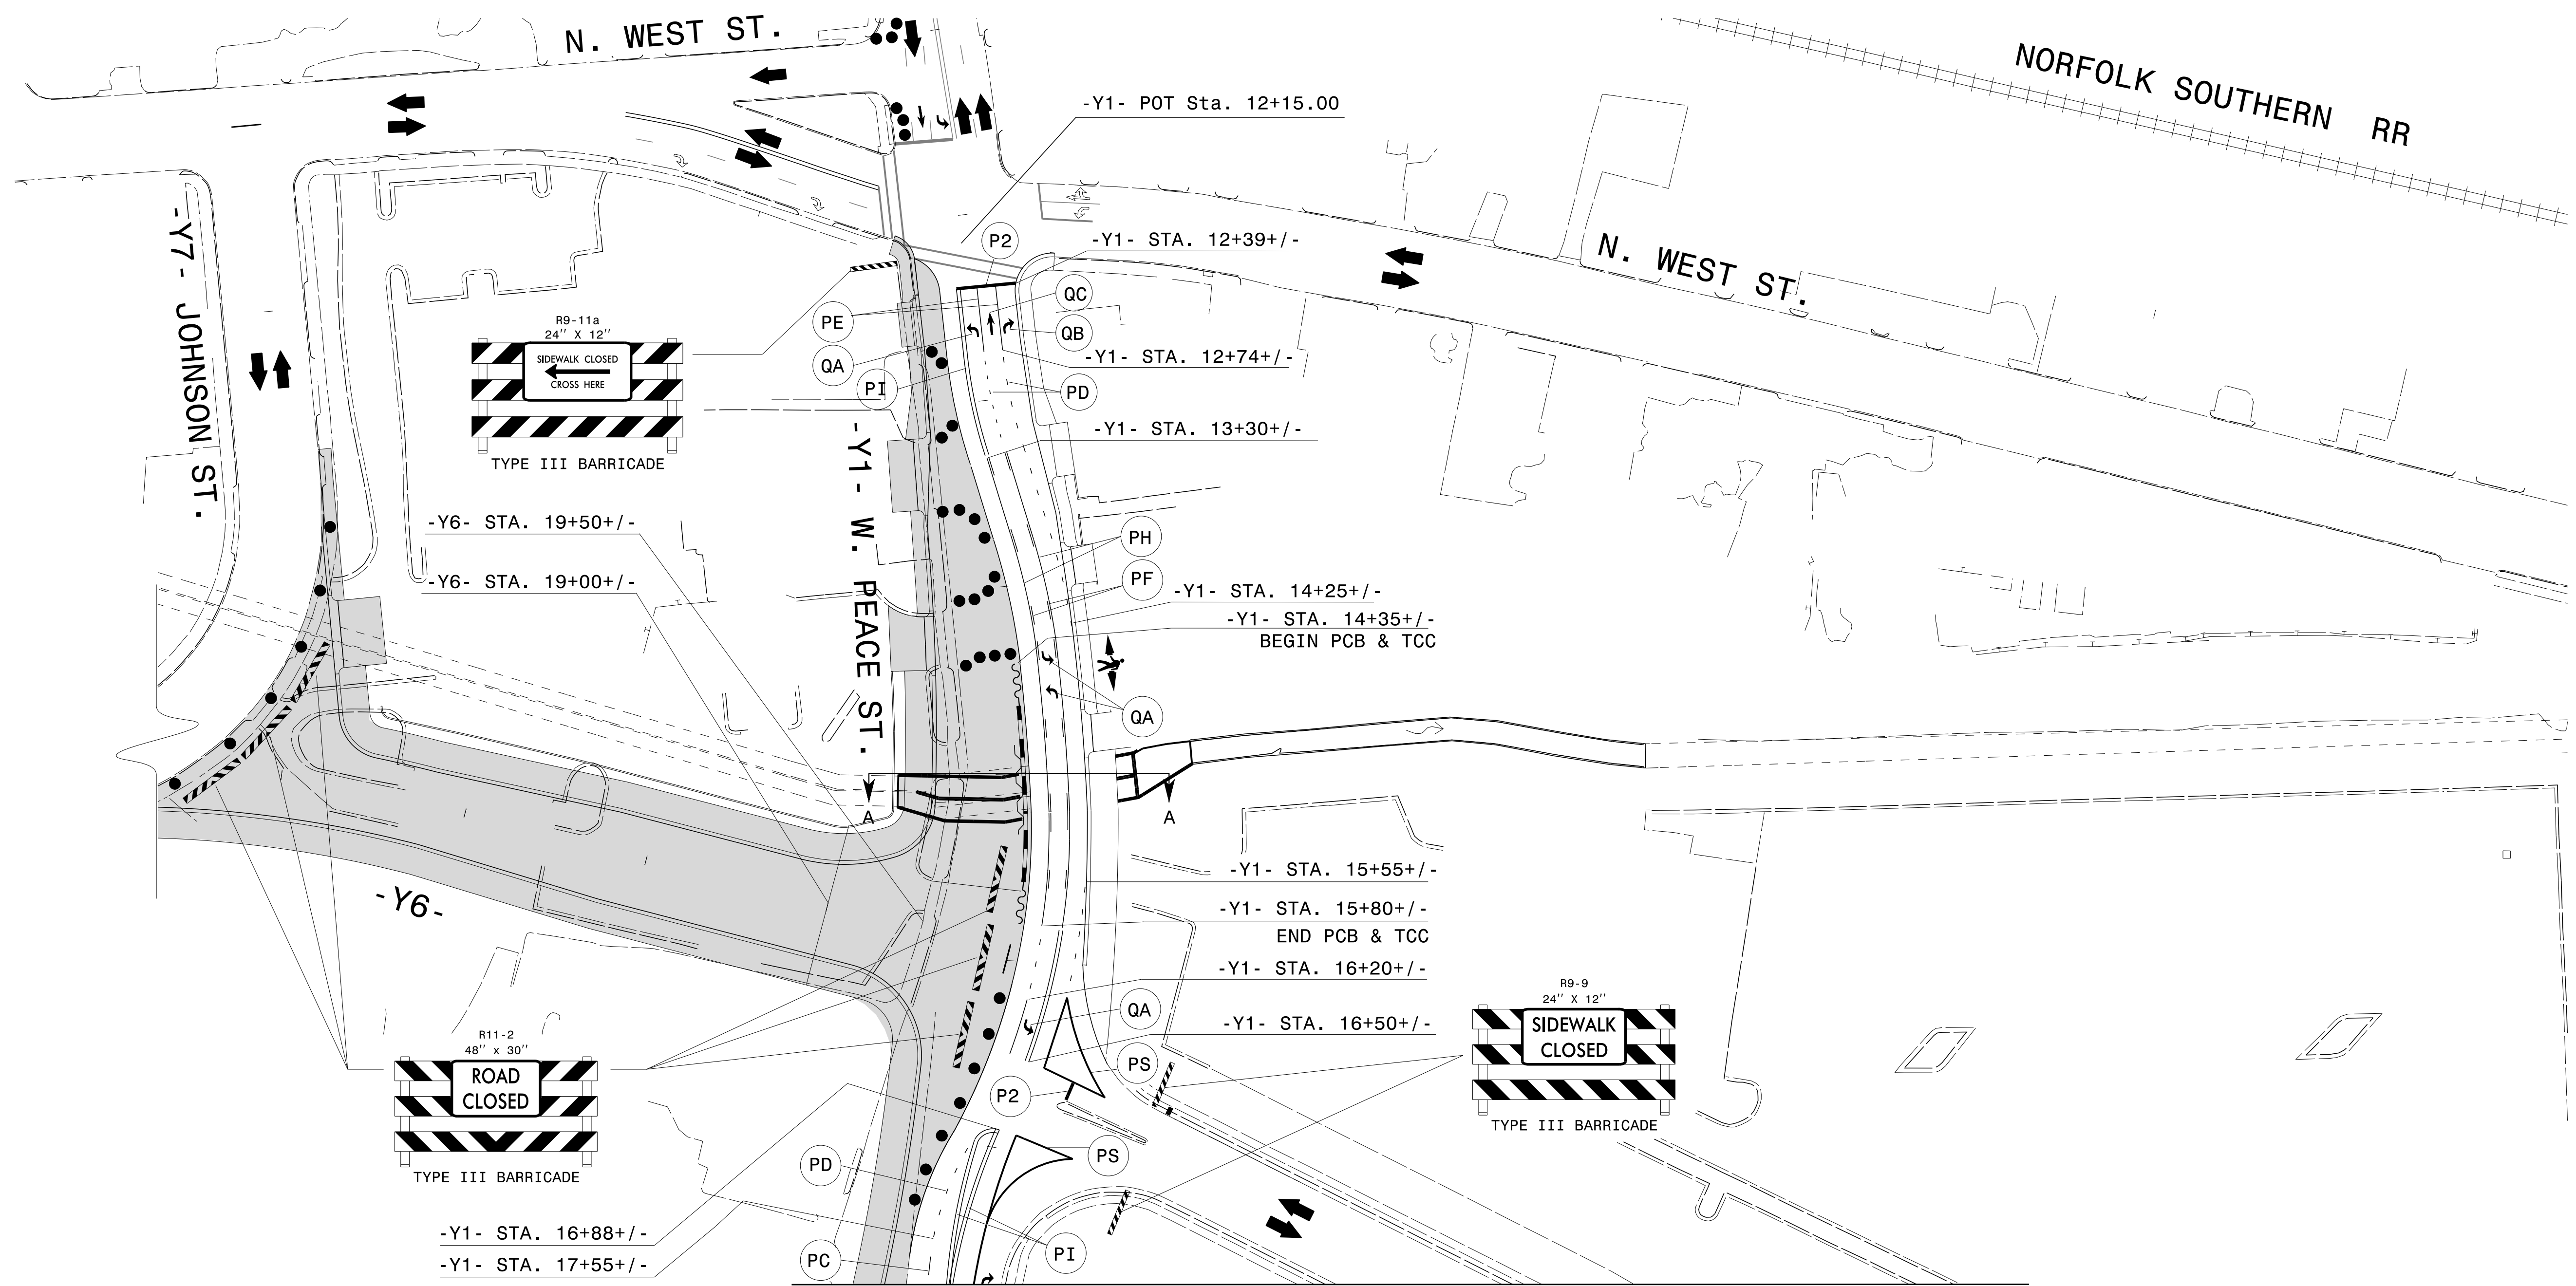 N. WEST ST.
NORFOLK SOUTHERN RR
-Y1- POT Sta. 12+15.00
-Y7- JOHNSON ST.
P2
-Y1- STA. 12+39+/-
N. WEST ST.
QC
PE
QB
R9-11a
24'' X 12''
SIDEWALK CLOSED
CROSS HERE
TYPE III BARRICADE
QA
-Y1- STA. 12+74+/-
PI
PD
-Y1- STA. 13+30+/-
-Y1- W. PEACE ST.
-Y6- STA. 19+50+/-
-Y6- STA. 19+00+/-
PH
PF
-Y1- STA. 14+25+/-
-Y1- STA. 14+35+/-
BEGIN PCB & TCC
QA
A
A
-Y6-
-Y1- STA. 15+55+/-
-Y1- STA. 15+80+/-
END PCB & TCC
-Y1- STA. 16+20+/-
QA
-Y1- STA. 16+50+/-
R9-9
24'' X 12''
SIDEWALK
CLOSED
TYPE III BARRICADE
R11-2
48'' x 30''
ROAD
CLOSED
TYPE III BARRICADE
PS
P2
PS
PD
-Y1- STA. 16+88+/-
-Y1- STA. 17+55+/-
PC
PI